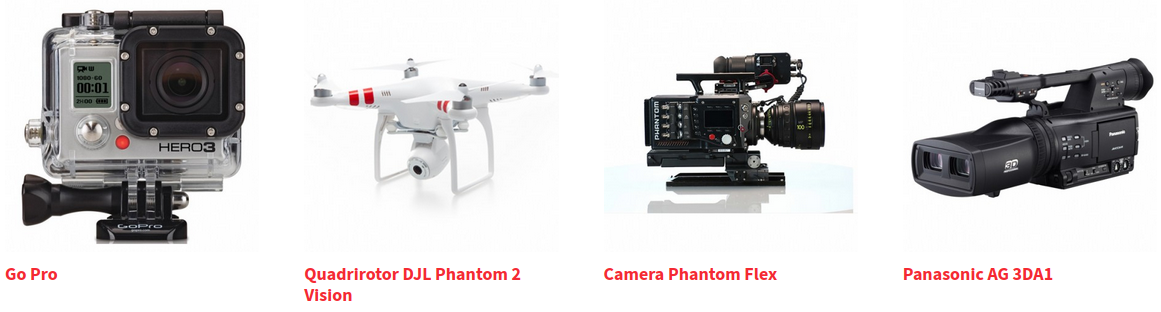 1080·60
00:01
HERO3
GoPro
PHANTOM
Panasonic
3D
Go Pro
Quadrirotor DJL Phantom 2
Vision
Camera Phantom Flex
Panasonic AG 3DA1